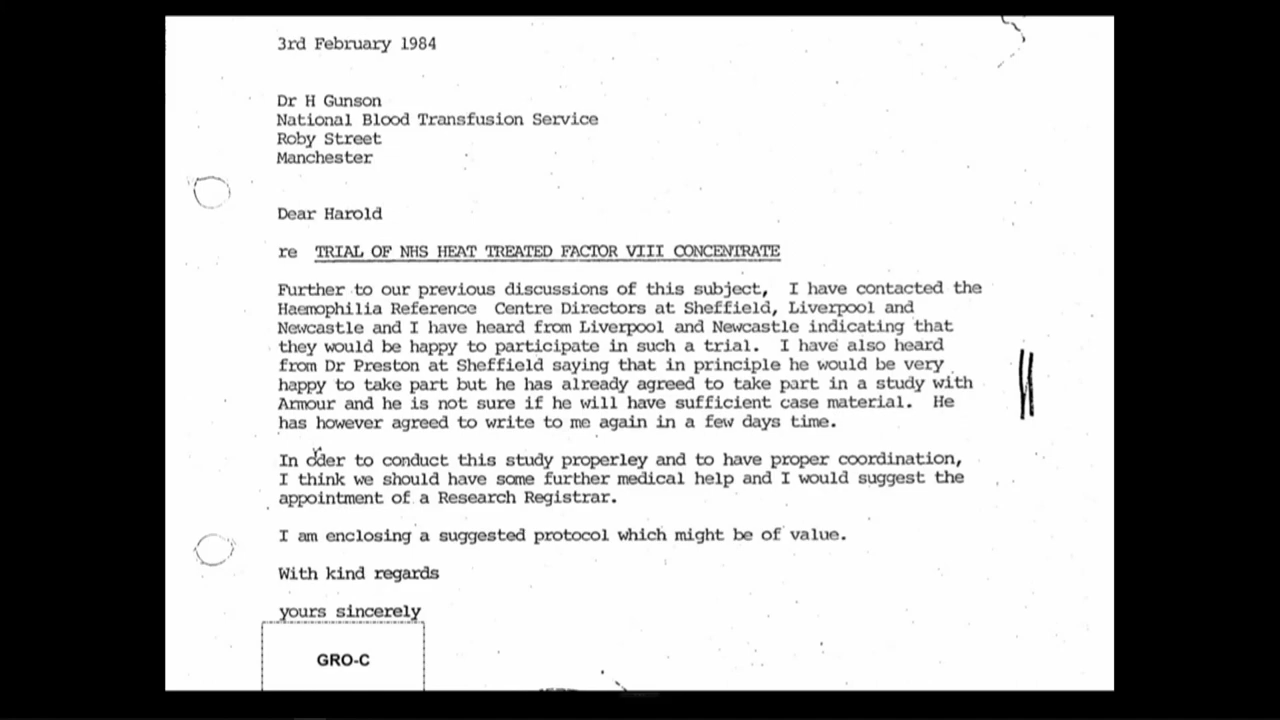 3rd February 1984
Dr H Gunson
National Blood Transfusion Service
Roby Street
Manchester
Dear Harold
re TRIAL OF NHS HEAT TREATED FACTOR VIII CONCENTRATE
Further to our previous discussions of this subject, I have contacted the
Haemophilia Reference Centre Directors at Sheffield, Liverpool and
Newcastle and I have heard from Liverpool and Newcastle indicating that
they would be happy to participate in such a trial. I have also heard
from Dr Preston at Sheffield saying that in principle he would be very
happy to take part but he has already agreed to take part in a study with
Armour and he is not sure if he will have sufficient case material. He
has however agreed to write to me again in a few days time.
In order to conduct this study properley and to have proper coordination,
I think we should have some further medical help and I would suggest the
appointment of a Research Registrar.
I am enclosing a suggested protocol which might be of value.
With kind regards
yours sincerely
GRO-C